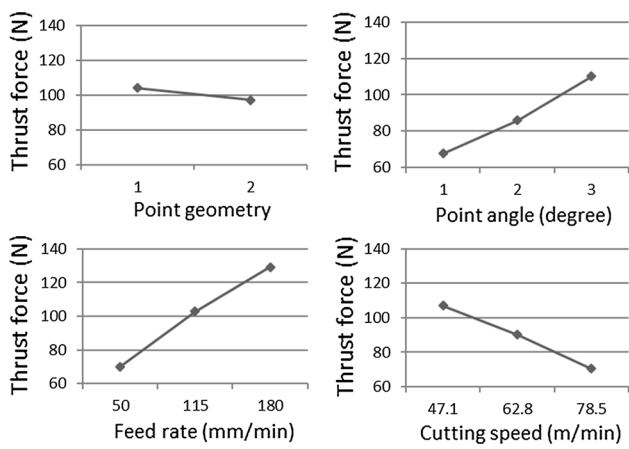 Thrust force (N)
140
120
100
80
60
1 2
Point geometry
Thrust force (N)
140
120
100
80
60
1 2 3
Point angle (degree)
Thrust force (N)
140
120
100
80
60
50 115 180
Feed rate (mm/min)
Thrust force (N)
140
120
100
80
60
47.1 62.8 78.5
Cutting speed (m/min)